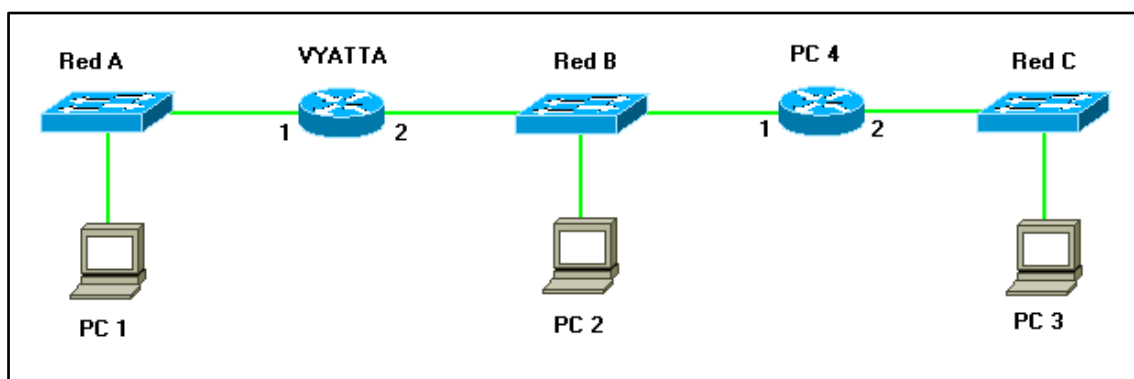 Red A
VYATTA
Red B
PC 4
Red C
1
2
1
2
PC 1
PC 2
PC 3